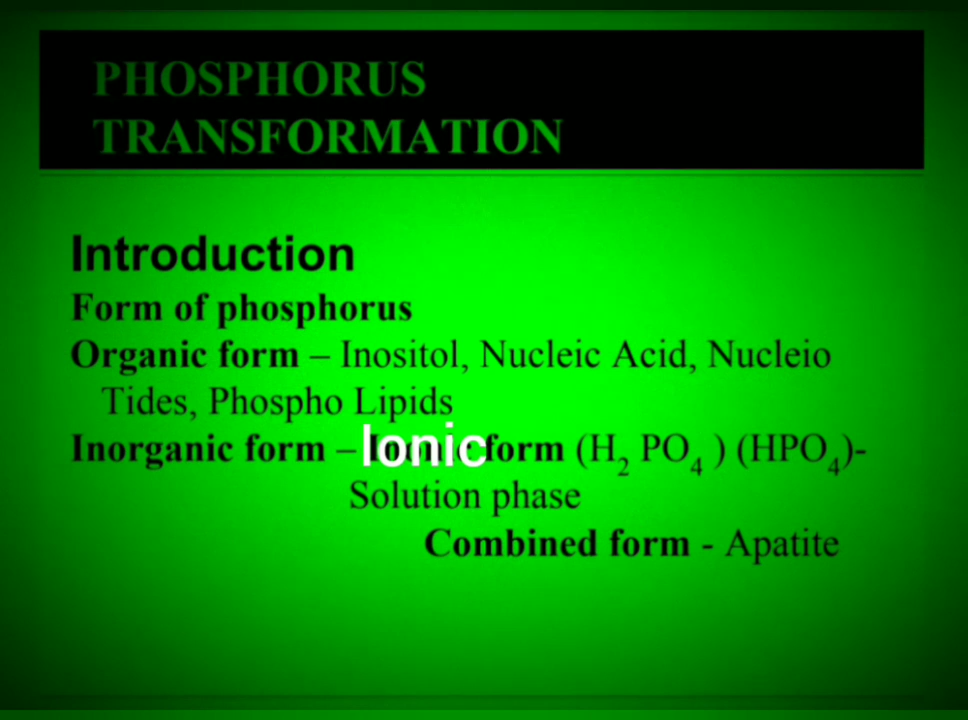 PHOSPHORUS
TRANSFORMATION
Introduction
Form of phosphorus
Organic form – Inositol, Nucleic Acid, Nucleio
Tides, Phospho Lipids
Inorganic form – Ionic form (H₂ PO₄ ) (HPO₄)-
Solution phase
Combined form - Apatite